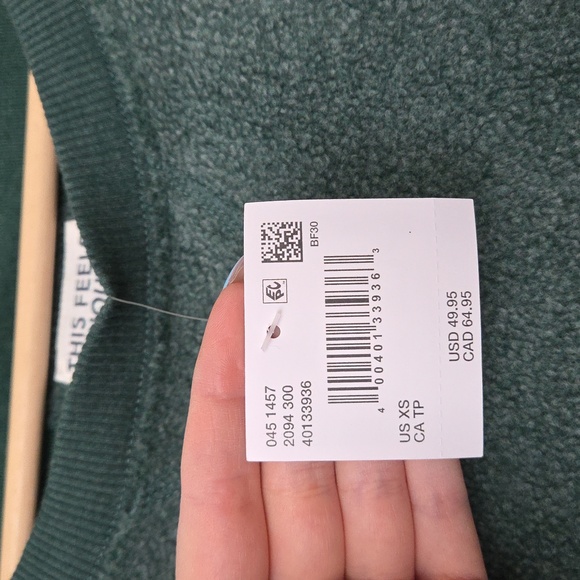 BF30
045 1457
2094 300
40133936
4 00401 33936 3
US XS
CA TP
USD 49.95
CAD 64.95
THIS FEEL